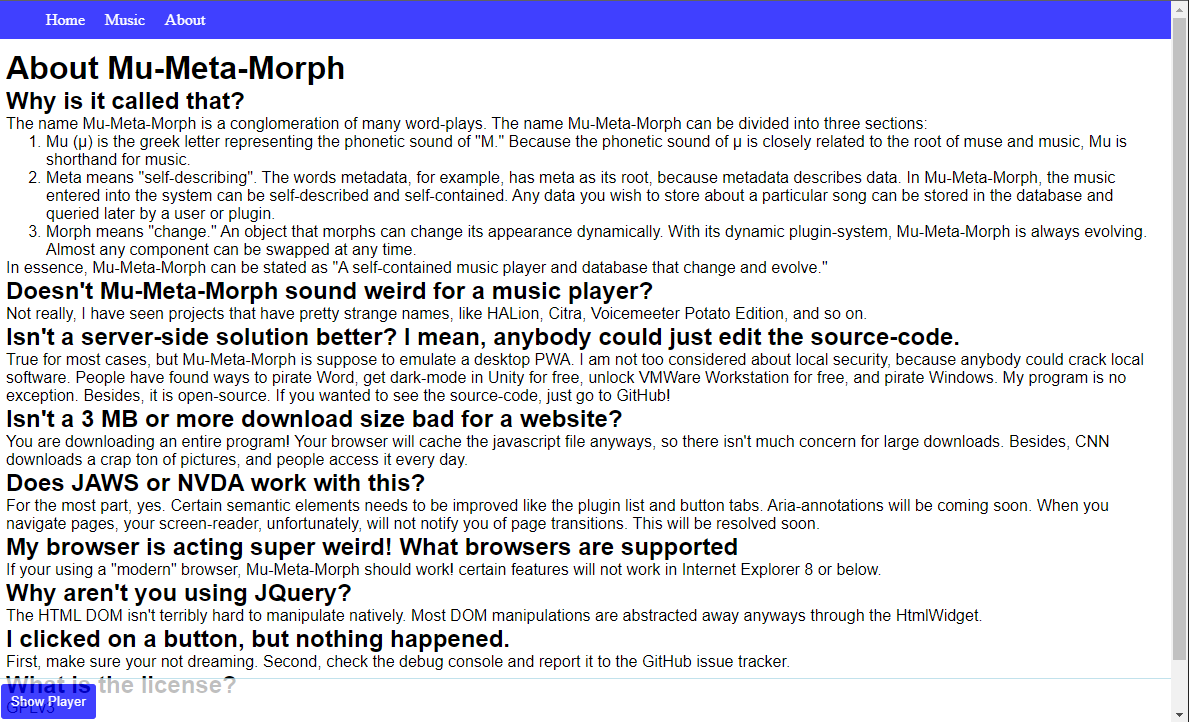 Home Music About
About Mu-Meta-Morph
Why is it called that?
The name Mu-Meta-Morph is a conglomeration of many word-plays. The name Mu-Meta-Morph can be divided into three sections:
1. Mu (μ) is the greek letter representing the phonetic sound of "M." Because the phonetic sound of μ is closely related to the root of muse and music, Mu is
shorthand for music.
2. Meta means "self-describing". The words metadata, for example, has meta as its root, because metadata describes data. In Mu-Meta-Morph, the music
entered into the system can be self-described and self-contained. Any data you wish to store about a particular song can be stored in the database and
queried later by a user or plugin.
3. Morph means "change." An object that morphs can change its appearance dynamically. With its dynamic plugin-system, Mu-Meta-Morph is always evolving.
Almost any component can be swapped at any time.
In essence, Mu-Meta-Morph can be stated as "A self-contained music player and database that change and evolve."
Doesn't Mu-Meta-Morph sound weird for a music player?
Not really, I have seen projects that have pretty strange names, like HALion, Citra, Voicemeeter Potato Edition, and so on.
Isn't a server-side solution better? I mean, anybody could just edit the source-code.
True for most cases, but Mu-Meta-Morph is suppose to emulate a desktop PWA. I am not too considered about local security, because anybody could crack local
software. People have found ways to pirate Word, get dark-mode in Unity for free, unlock VMWare Workstation for free, and pirate Windows. My program is no
exception. Besides, it is open-source. If you wanted to see the source-code, just go to GitHub!
Isn't a 3 MB or more download size bad for a website?
You are downloading an entire program! Your browser will cache the javascript file anyways, so there isn't much concern for large downloads. Besides, CNN
downloads a crap ton of pictures, and people access it every day.
Does JAWS or NVDA work with this?
For the most part, yes. Certain semantic elements needs to be improved like the plugin list and button tabs. Aria-annotations will be coming soon. When you
navigate pages, your screen-reader, unfortunately, will not notify you of page transitions. This will be resolved soon.
My browser is acting super weird! What browsers are supported
If your using a "modern" browser, Mu-Meta-Morph should work! certain features will not work in Internet Explorer 8 or below.
Why aren't you using JQuery?
The HTML DOM isn't terribly hard to manipulate natively. Most DOM manipulations are abstracted away anyways through the HtmlWidget.
I clicked on a button, but nothing happened.
First, make sure your not dreaming. Second, check the debug console and report it to the GitHub issue tracker.
What is the license?
Show Player
GPLv3